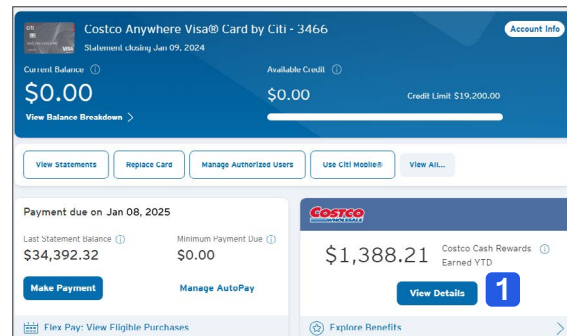 citi
VISA
Costco Anywhere Visa® Card by Citi - 3466
Account Info
Statement closing Jan 09, 2024
Current Balance
Available Credit
$0.00
$0.00
Credit Limit $19,200.00
View Balance Breakdown
View Statements
Replace Card
Manage Authorized Users
Use Citi Mobile®
View All...
Payment due on Jan 08, 2025
Last Statement Balance
Minimum Payment Due
$34,392.32
$0.00
Make Payment
Manage AutoPay
Flex Pay: View Eligible Purchases
COSTCO
WHOLESALE
$1,388.21
Costco Cash Rewards
Earned YTD
View Details
1
Explore Benefits